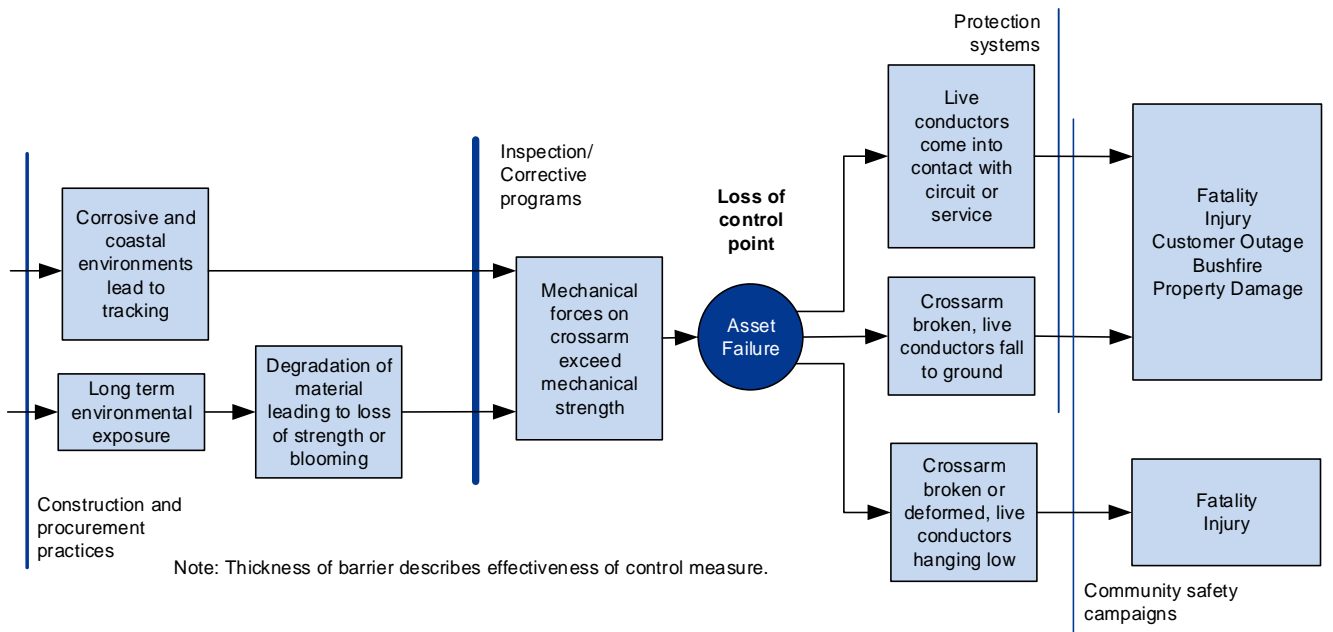 Protection
systems
Live
conductors
come into
contact with
circuit or
service
Inspection/
Corrective
programs
Corrosive and
coastal
environments
lead to
tracking
Loss of
control
point
Fatality
Injury
Customer Outage
Bushfire
Property Damage
Mechanical
forces on
crossarm
exceed
mechanical
strength
Asset
Failure
Crossarm
broken, live
conductors fall
to ground
Long term
environmental
exposure
Degradation of
material
leading to loss
of strength or
blooming
Crossarm
broken or
deformed, live
conductors
hanging low
Fatality
Injury
Construction and
procurement
practices
Note: Thickness of barrier describes effectiveness of control measure.
Community safety
campaigns